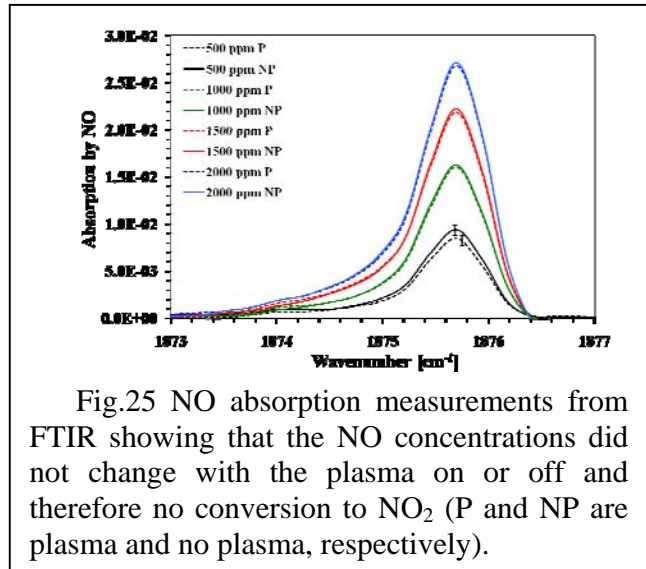 3.0E-02
2.5E-02
2.0E-02
1.5E-02
1.0E-02
5.0E-03
0.0E+00
Absorption by NO
500 ppm P
500 ppm NP
1000 ppm P
1000 ppm NP
1500 ppm P
1500 ppm NP
2000 ppm P
2000 ppm NP
1873 1874 1875 1876 1877
Wavenumber [cm⁻¹]
Fig.25 NO absorption measurements from
FTIR showing that the NO concentrations did
not change with the plasma on or off and
therefore no conversion to NO₂ (P and NP are
plasma and no plasma, respectively).